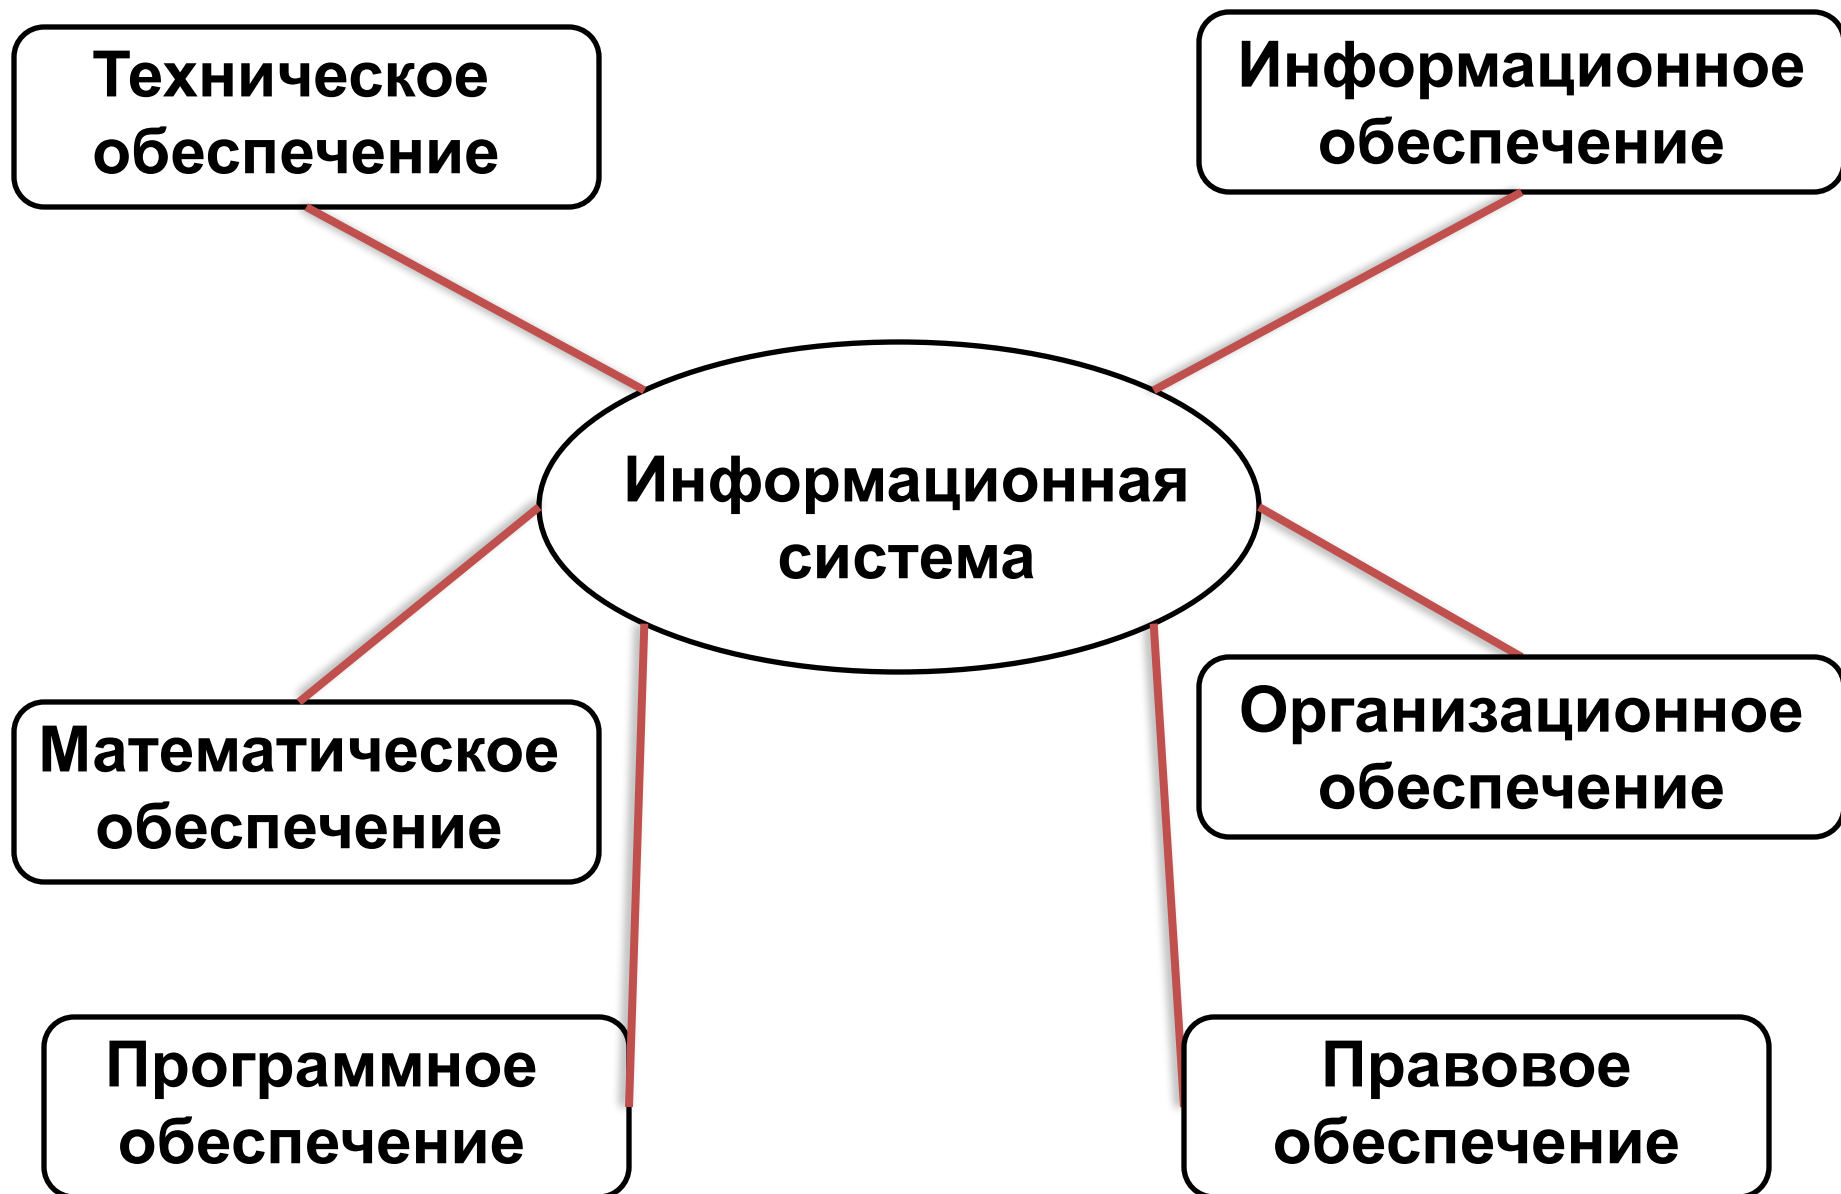 Техническое
обеспечение
Информационное
обеспечение
Информационная
система
Математическое
обеспечение
Организационное
обеспечение
Программное
обеспечение
Правовое
обеспечение